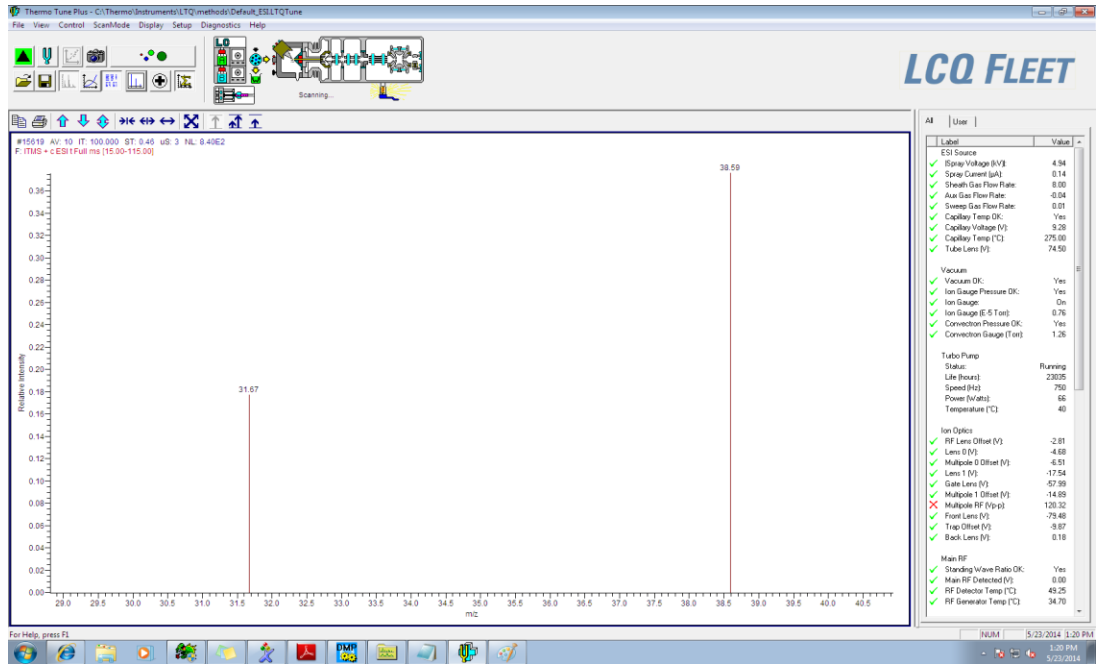 Thermo Tune Plus - C:\Thermo\Instruments\LTQ\methods\Default_ESI.LTQTune
File View Control ScanMode Display Setup Diagnostics Help
LC
Scanning...
LCQ FLEET
All User
#15619 AV: 10 IT: 100.000 ST: 0.46 uS: 3 NL: 8.40E2
F: ITMS + c ESI t Full ms [15.00-115.00]
38.59
31.67
0.36
0.34
0.32
0.30
0.28
0.26
0.24
0.22
0.20
0.18
0.16
0.14
0.12
0.10
0.08
0.06
0.04
0.02
0.00
Relative Intensity
29.0 29.5 30.0 30.5 31.0 31.5 32.0 32.5 33.0 33.5 34.0 34.5 35.0 35.5 36.0 36.5 37.0 37.5 38.0 38.5 39.0 39.5 40.0 40.5
m/z
Label Value
ESI Source
ISpray Voltage (kV): 4.94
Spray Current (µA): 0.14
Sheath Gas Flow Rate: 8.00
Aux Gas Flow Rate: -0.04
Sweep Gas Flow Rate: 0.01
Capillary Temp OK: Yes
Capillary Voltage (V): 9.28
Capillary Temp (°C): 275.00
Tube Lens (V): 74.50
Vacuum
Vacuum OK: Yes
Ion Gauge Pressure OK: Yes
Ion Gauge: On
Ion Gauge (E-5 Torr): 0.76
Convectron Pressure OK: Yes
Convectron Gauge (Torr): 1.26
Turbo Pump
Status: Running
Life (hours): 23035
Speed (Hz): 750
Power (Watts): 66
Temperature (°C): 40
Ion Optics
RF Lens Offset (V): -2.81
Lens 0 (V): -4.68
Multipole 0 Offset (V): -6.51
Lens 1 (V): -17.54
Gate Lens (V): -57.99
Multipole 1 Offset (V): -14.89
Multipole RF (Vp-p): 120.32
Front Lens (V): -79.48
Trap Offset (V): -9.87
Back Lens (V): 0.18
Main RF
Standing Wave Ratio OK: Yes
Main RF Detected (V): 0.00
RF Detector Temp (°C): 49.25
RF Generator Temp (°C): 34.70
For Help, press F1
NUM 5/23/2014 1:20 PM
DMP
1:20 PM
5/23/2014